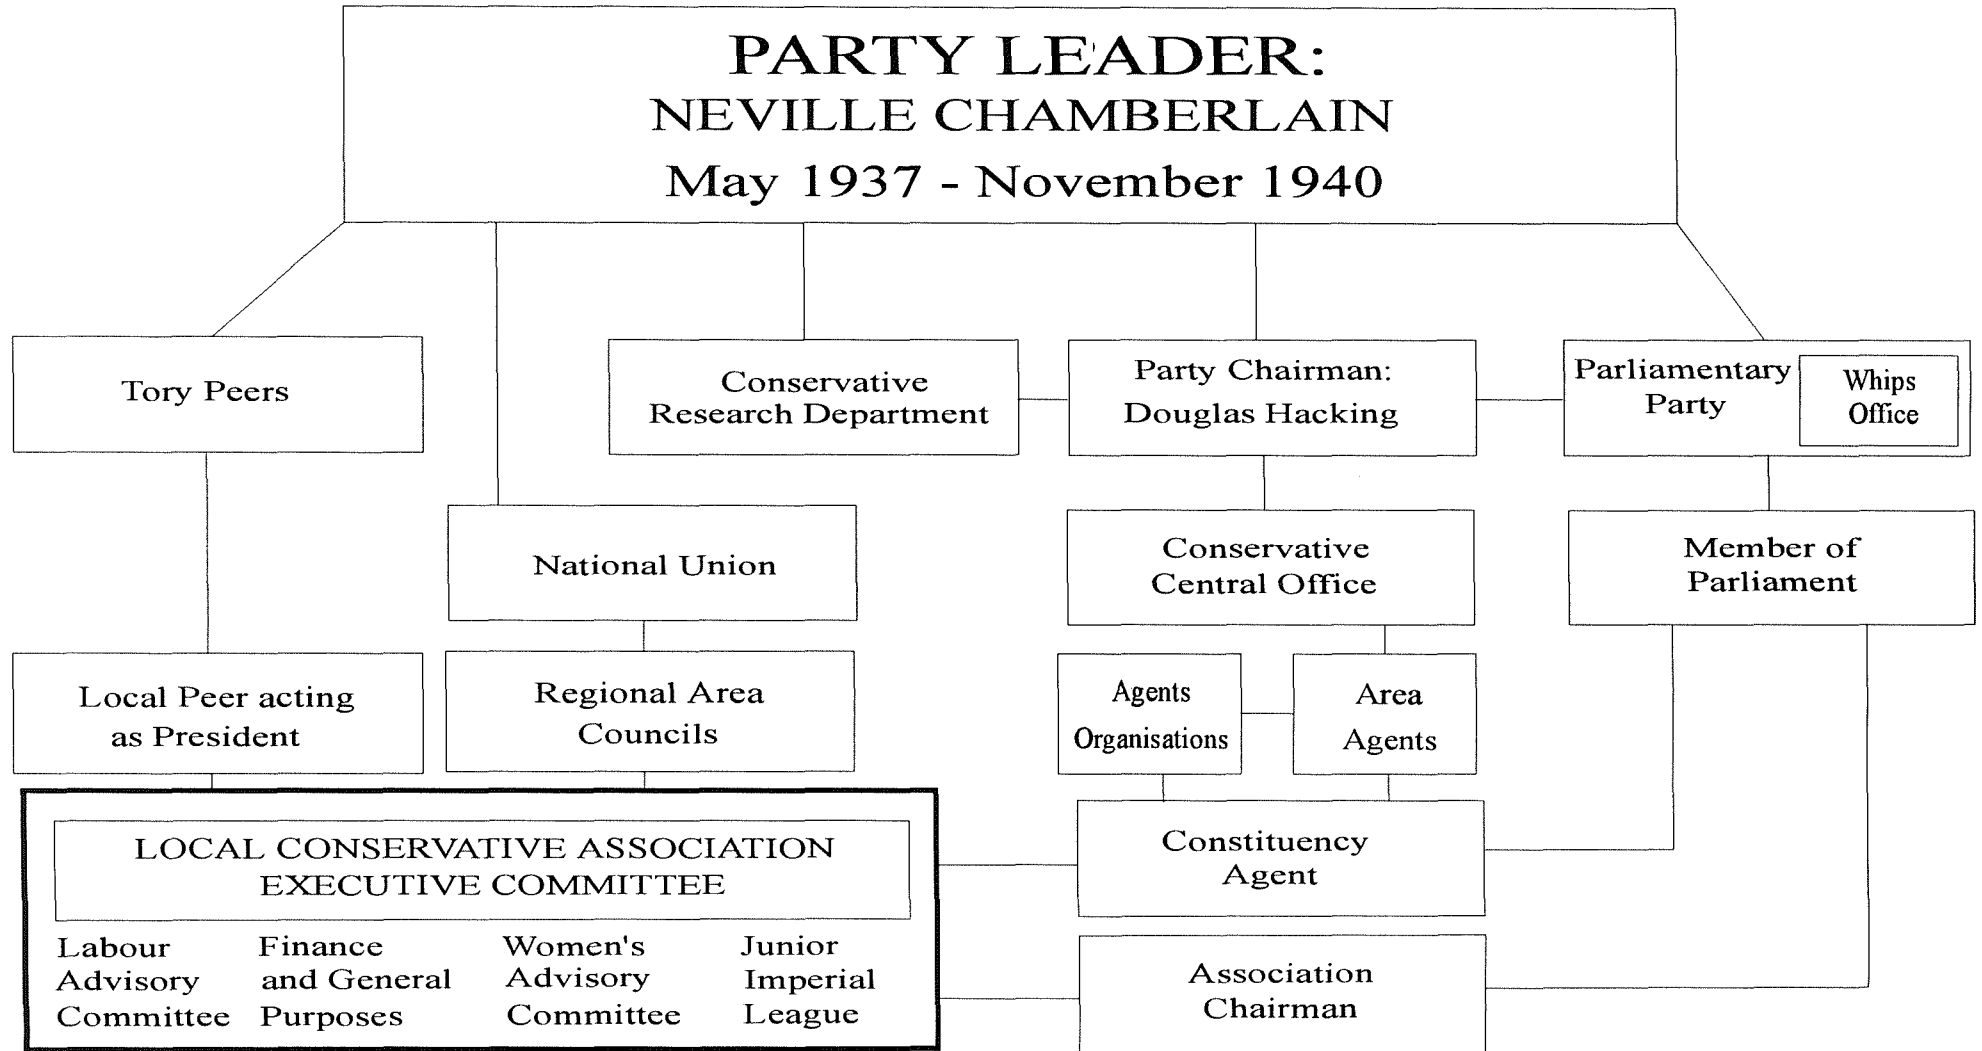 PARTY LEADER:
NEVILLE CHAMBERLAIN
May 1937 - November 1940
Tory Peers
Conservative
Research Department
Party Chairman:
Douglas Hacking
Parliamentary
Party
Whips
Office
National Union
Conservative
Central Office
Member of
Parliament
Local Peer acting
as President
Regional Area
Councils
Agents
Organisations
Area
Agents
LOCAL CONSERVATIVE ASSOCIATION
EXECUTIVE COMMITTEE
Labour
Advisory
Committee
Finance
and General
Purposes
Women's
Advisory
Committee
Junior
Imperial
League
Constituency
Agent
Association
Chairman